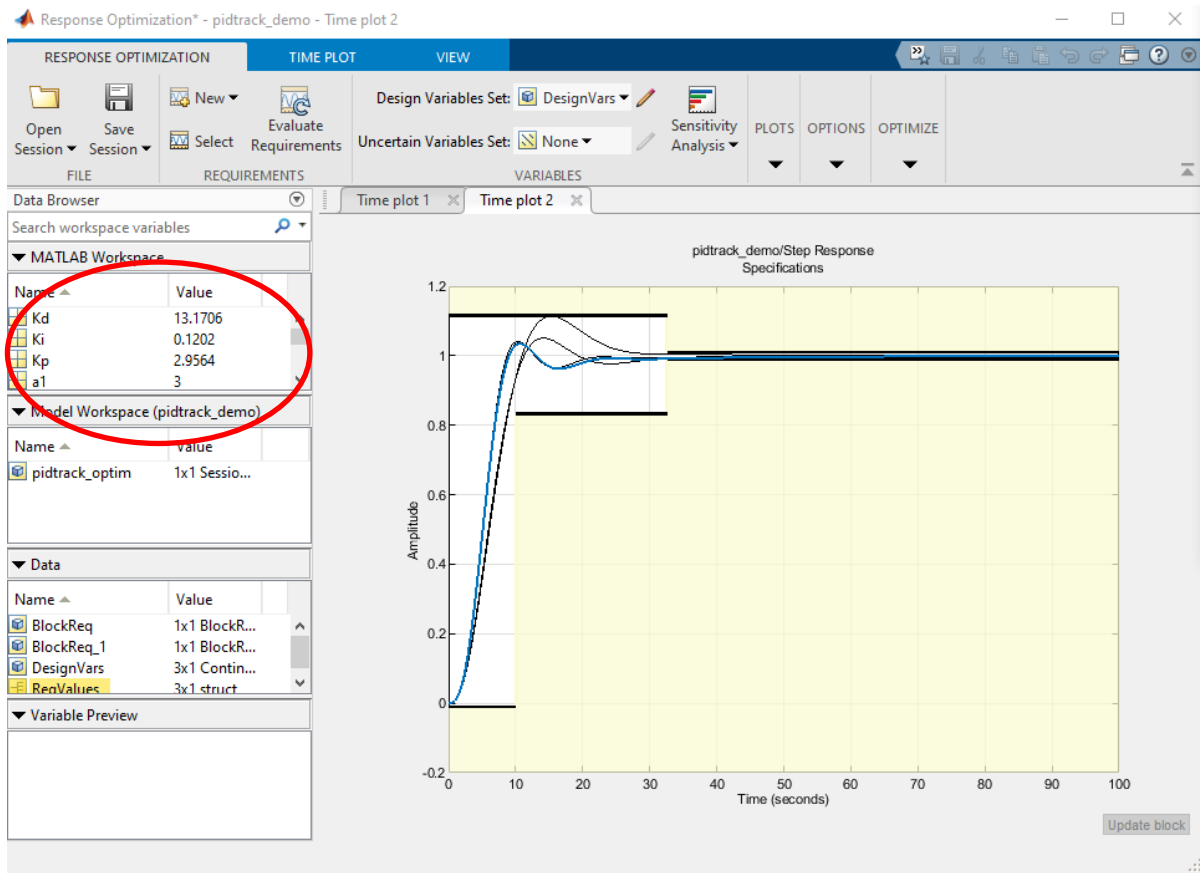 Response Optimization* - pidtrack_demo - Time plot 2
RESPONSE OPTIMIZATION TIME PLOT VIEW
Open Session
Save Session
FILE
New
Select
Evaluate Requirements
REQUIREMENTS
Design Variables Set: DesignVars
Uncertain Variables Set: None
VARIABLES
Sensitivity Analysis
PLOTS
OPTIONS
OPTIMIZE
Data Browser
Search workspace variables
MATLAB Workspace
Name Value
Kd 13.1706
Ki 0.1202
Kp 2.9564
a1 3
Model Workspace (pidtrack_demo)
Name Value
pidtrack_optim 1x1 Sessio...
Data
Name Value
BlockReq 1x1 BlockR...
BlockReq_1 1x1 BlockR...
DesignVars 3x1 Contin...
ReqValues 3x1 struct
Variable Preview
Time plot 1 Time plot 2
pidtrack_demo/Step Response
Specifications
1.2
1
0.8
0.6
0.4
0.2
0
-0.2
Amplitude
0 10 20 30 40 50 60 70 80 90 100
Time (seconds)
Update block